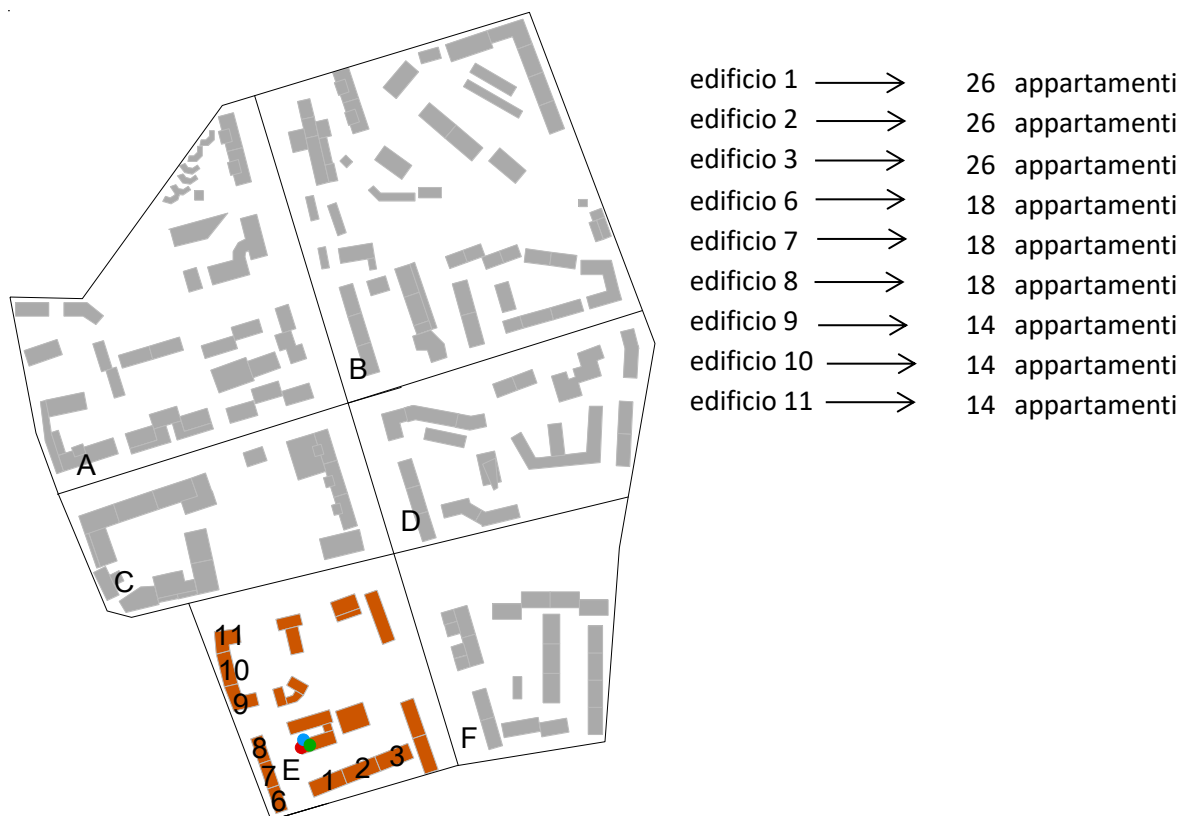 edificio 1 → 26 appartamenti
edificio 2 → 26 appartamenti
edificio 3 → 26 appartamenti
edificio 6 → 18 appartamenti
edificio 7 → 18 appartamenti
edificio 8 → 18 appartamenti
edificio 9 → 14 appartamenti
edificio 10 → 14 appartamenti
edificio 11 → 14 appartamenti
B
A
D
C
11
10
9
F
8
E
7
6
1
2
3